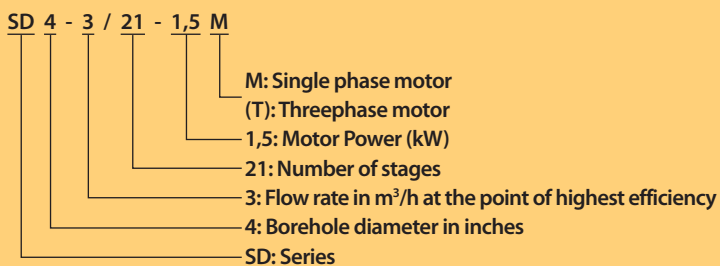 SD 4 - 3 / 21 - 1,5 M
M: Single phase motor
(T): Threephase motor
1,5: Motor Power (kW)
21: Number of stages
3: Flow rate in m³/h at the point of highest efficiency
4: Borehole diameter in inches
SD: Series